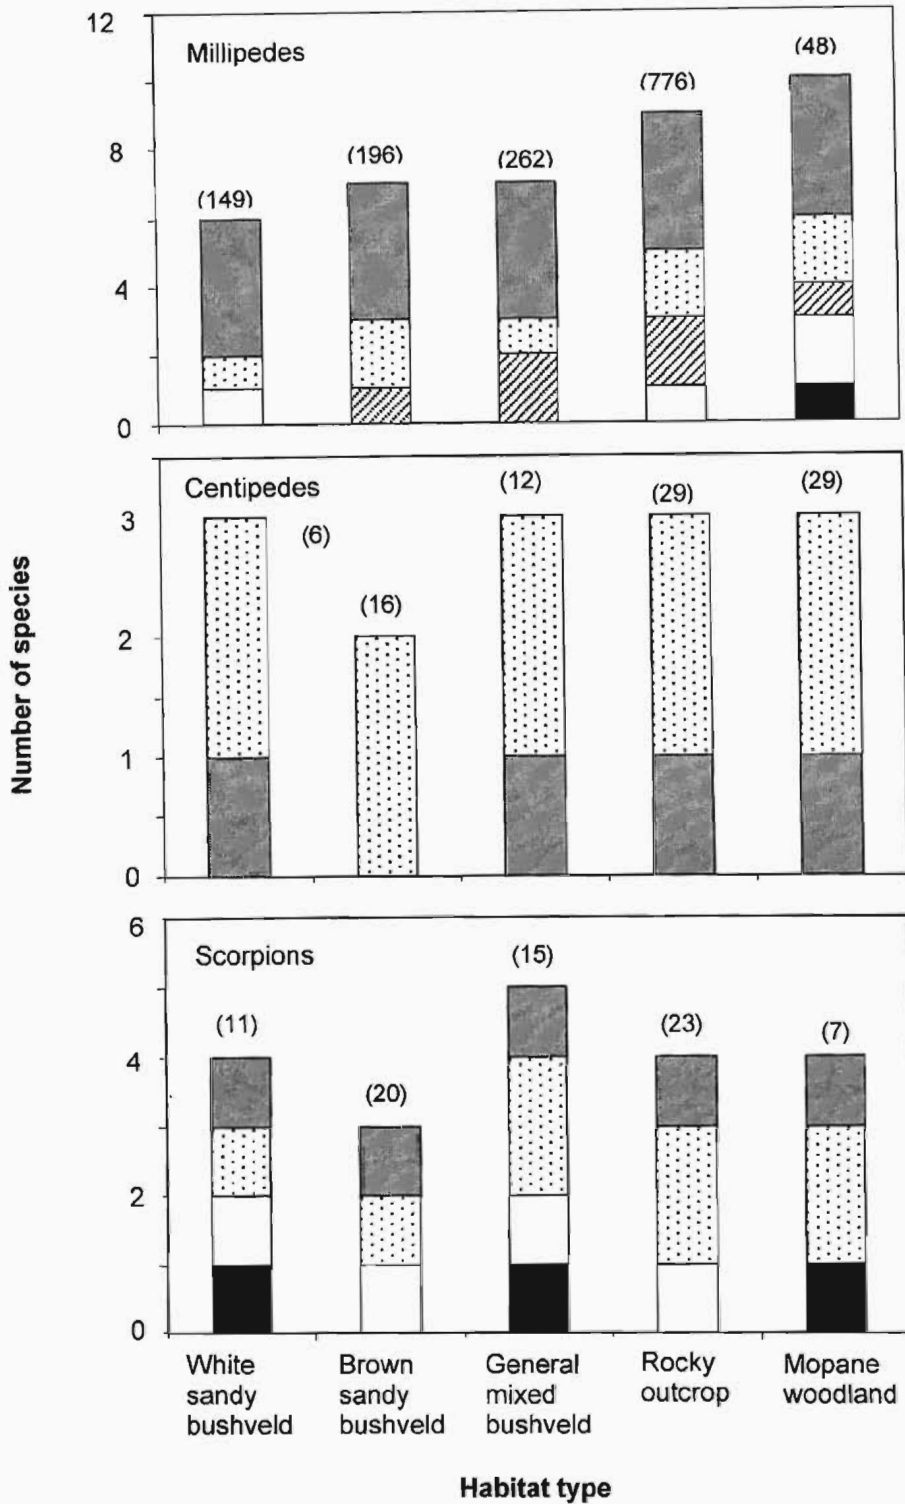 12
Millipedes
(48)
(776)
8
(196)
(262)
(149)
4
0
Centipedes
(12)
(29)
(29)
3
(6)
(16)
2
1
0
Number of species
6
Scorpions
(15)
(11)
(23)
(7)
4
(20)
2
0
White
sandy
bushveld
Brown
sandy
bushveld
General
mixed
bushveld
Rocky
outcrop
Mopane
woodland
Habitat type